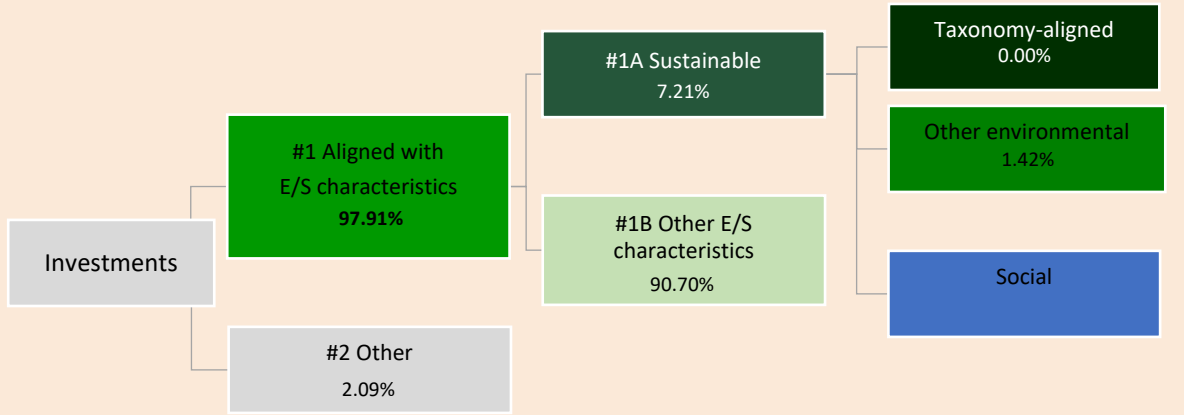 Investments
#1 Aligned with
E/S characteristics
97.91%
#2 Other
2.09%
#1A Sustainable
7.21%
#1B Other E/S
characteristics
90.70%
Taxonomy-aligned
0.00%
Other environmental
1.42%
Social